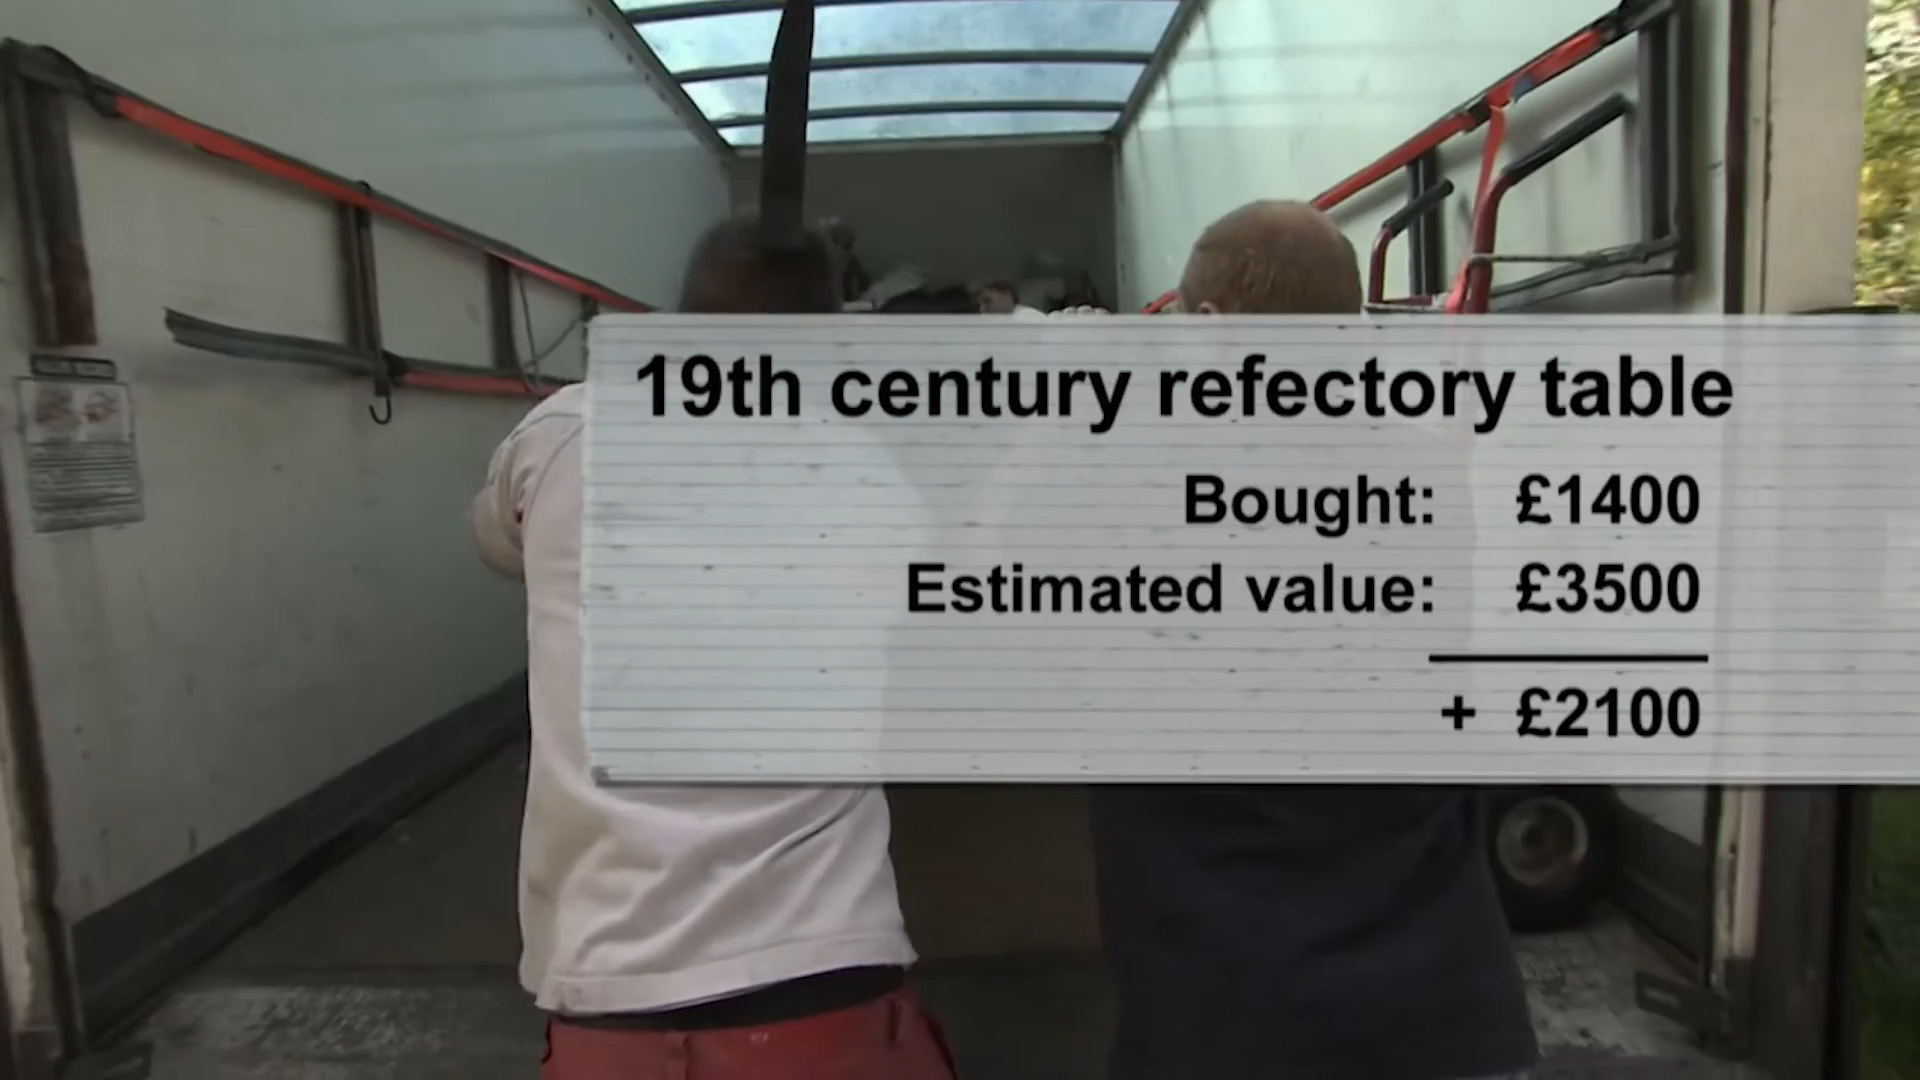 19th century refectory table
Bought: £1400
Estimated value: £3500
+ £2100